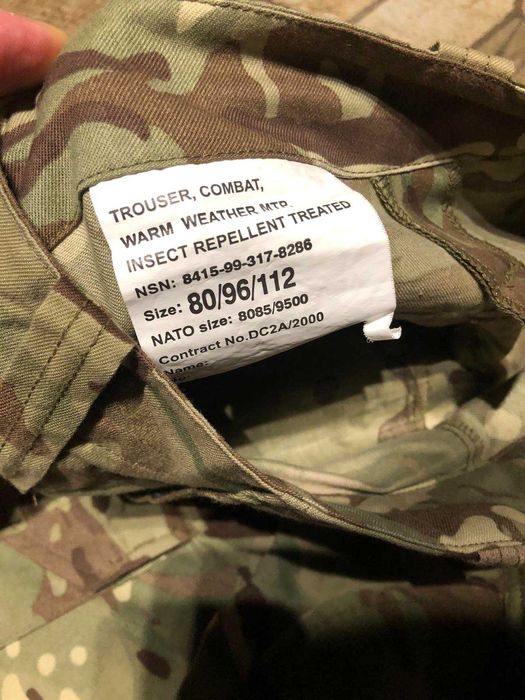 TROUSER, COMBAT,
WARM WEATHER MTP.
INSECT REPELLENT TREATED
NSN: 8415-99-317-8286
Size: 80/96/112
NATO size: 8085/9500
Contract No.DC2A/2000
Name: